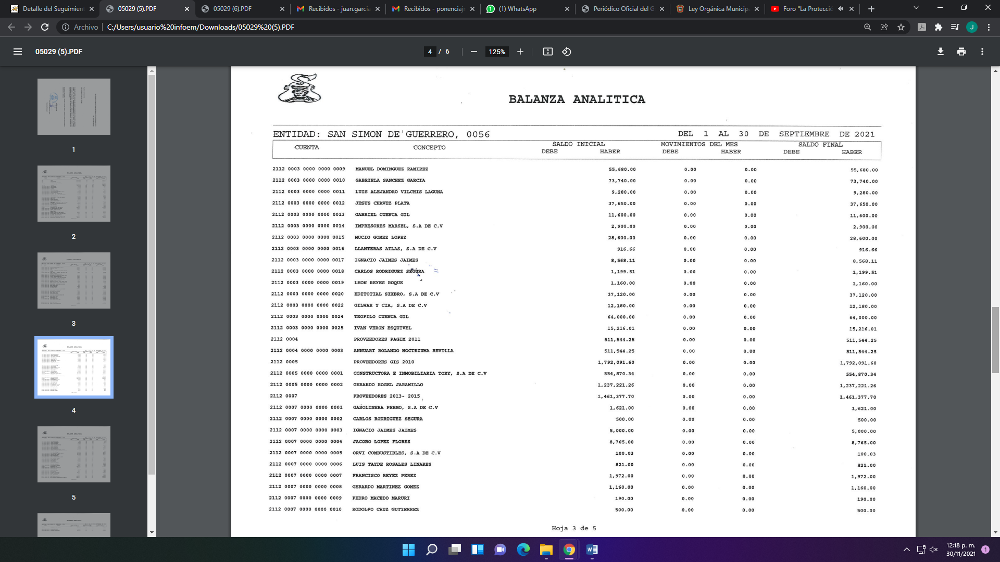 Detalle del Seguimient
05029 (5).PDF
05029 (6).PDF
Recibidos - juan.garcia
Recibidos - ponenciajr
(1) WhatsApp
Periódico Oficial del G
Ley Orgánica Municipa
Foro "La Protecció
Archivo
C:/Users/usuario%20infoem/Downloads/05029%20(5).PDF
J
05029 (5).PDF
4 / 6
125%
1
2
3
4
5
BALANZA ANALITICA
ENTIDAD: SAN SIMON DE GUERRERO, 0056 DEL 1 AL 30 DE SEPTIEMBRE DE 2021
CUENTA CONCEPTO SALDO INICIAL MOVIMIENTOS DEL MES SALDO FINAL
DEBE HABER DEBE HABER DEBE HABER
2112 0003 0000 0000 0009 MANUEL DOMINGUEZ RAMIREZ 55,680.00 0.00 0.00 55,680.00
2112 0003 0000 0000 0010 GABRIELA SANCHEZ GARCIA 73,740.00 0.00 0.00 73,740.00
2112 0003 0000 0000 0011 LUIS ALEJANDRO VILCHIS LAGUNA 9,280.00 0.00 0.00 9,280.00
2112 0003 0000 0000 0012 JESUS CHAVEZ PLATA 37,650.00 0.00 0.00 37,650.00
2112 0003 0000 0000 0013 GABRIEL CUENCA GIL 11,600.00 0.00 0.00 11,600.00
2112 0003 0000 0000 0014 IMPRESORES MARSEL, S.A DE C.V 2,900.00 0.00 0.00 2,900.00
2112 0003 0000 0000 0015 MUCIO GOMEZ LOPEZ 28,600.00 0.00 0.00 28,600.00
2112 0003 0000 0000 0016 LLANTERAS ATLAS, S.A DE C.V 916.66 0.00 0.00 916.66
2112 0003 0000 0000 0017 IGNACIO JAIMES JAIMES 8,568.11 0.00 0.00 8,568.11
2112 0003 0000 0000 0018 CARLOS RODRIGUEZ SEGURA 1,199.51 0.00 0.00 1,199.51
2112 0003 0000 0000 0019 LEON REYES ROQUE 1,160.00 0.00 0.00 1,160.00
2112 0003 0000 0000 0020 EDITOTIAL SIXBRO, S.A DE C.V 37,120.00 0.00 0.00 37,120.00
2112 0003 0000 0000 0022 GILWAR Y CIA, S.A DE C.V 12,180.00 0.00 0.00 12,180.00
2112 0003 0000 0000 0024 TEOFILO CUENCA GIL 64,000.00 0.00 0.00 64,000.00
2112 0003 0000 0000 0025 IVAN VERON ESQUIVEL 15,216.01 0.00 0.00 15,216.01
2112 0004 PROVEEDORES PAGIM 2011 511,544.25 0.00 0.00 511,544.25
2112 0004 0000 0000 0003 ANNUART ROLANDO MOCTEZUMA REVILLA 511,544.25 0.00 0.00 511,544.25
2112 0005 PROVEEDORES GIS 2010 1,792,091.60 0.00 0.00 1,792,091.60
2112 0005 0000 0000 0001 CONSTRUCTORA E INMOBILIARIA TORY, S.A DE C.V 554,870.34 0.00 0.00 554,870.34
2112 0005 0000 0000 0002 GERARDO ROGEL JARAMILLO 1,237,221.26 0.00 0.00 1,237,221.26
2112 0007 PROVEEDORES 2013- 2015 1,461,377.70 0.00 0.00 1,461,377.70
2112 0007 0000 0000 0001 GASOLINERA PERMO, S.A DE C.V 1,621.00 0.00 0.00 1,621.00
2112 0007 0000 0000 0002 CARLOS RODRIGUEZ SEGURA 500.00 0.00 0.00 500.00
2112 0007 0000 0000 0003 IGNACIO JAIMES JAIMES 5,000.00 0.00 0.00 5,000.00
2112 0007 0000 0000 0004 JACOBO LOPEZ FLORES 8,765.00 0.00 0.00 8,765.00
2112 0007 0000 0000 0005 ORVI COMBUSTIBLES, S.A DE C.V 100.03 0.00 0.00 100.03
2112 0007 0000 0000 0006 LUIS TAYDE ROSALES LINARES 821.00 0.00 0.00 821.00
2112 0007 0000 0000 0007 FRANCISCO REYEZ PEREZ 1,972.00 0.00 0.00 1,972.00
2112 0007 0000 0000 0008 GERARDO MARTINEZ GOMEZ 1,160.00 0.00 0.00 1,160.00
2112 0007 0000 0000 0009 PEDRO MACEDO MARURI 190.00 0.00 0.00 190.00
2112 0007 0000 0000 0010 RODOLFO CRUZ GUTIERREZ 500.00 0.00 0.00 500.00
Hoja 3 de 5
12:18 p. m.
30/11/2021
1